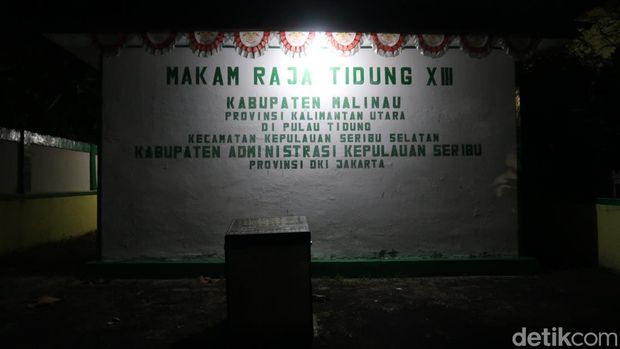 MAKAM RAJA TIDUNG XIII
KABUPATEN MALINAU
PROVINSI KALIMANTAN UTARA
DI PULAU TIDUNG
KECAMATAN KEPULAUAN SERIBU SELATAN
KABUPATEN ADMINISTRASI KEPULAUAN SERIBU
PROVINSI DKI JAKARTA
detikcom